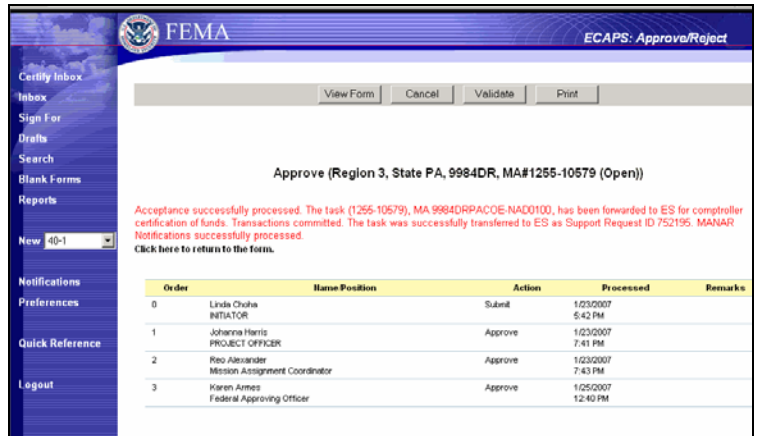 FEMA
ECAPS: Approve/Reject
Certify Inbox
Inbox
Sign For
Drafts
Search
Blank Forms
Reports
New 40-1
Notifications
Preferences
Quick Reference
Logout
View Form Cancel Validate Print
Approve (Region 3, State PA, 9984DR, MA#1255-10579 (Open))
Acceptance successfully processed. The task (1255-10579), MA 9984DRPACOE-NAD0100, has been forwarded to ES for comptroller
certification of funds. Transactions committed. The task was successfully transferred to ES as Support Request ID 752195. MANAR
Notifications successfully processed.
Click here to return to the form.
Order Name/Position Action Processed Remarks
0 Linda Choha Submit 1/23/2007
INITIATOR 5:42 PM
1 Johanna Harris Approve 1/23/2007
PROJECT OFFICER 7:41 PM
2 Reo Alexander Approve 1/23/2007
Mission Assignment Coordinator 7:43 PM
3 Karen Armes Approve 1/25/2007
Federal Approving Officer 12:40 PM